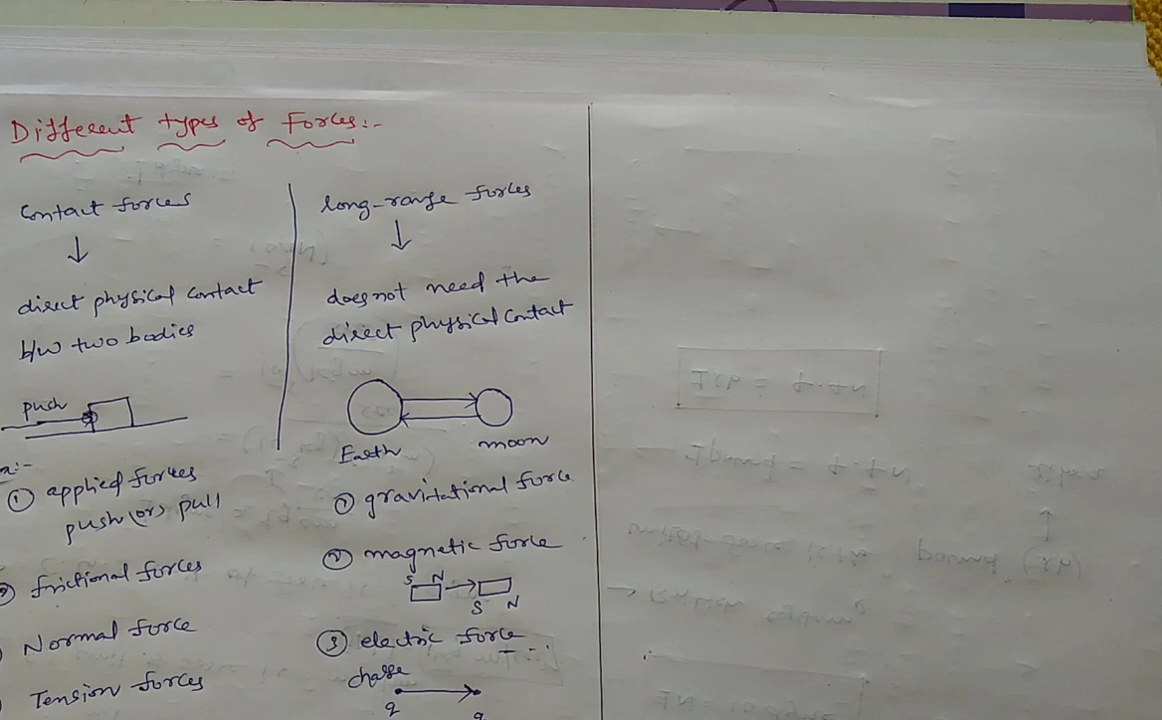 Different types of Forces:-
Contact forces
↓
direct physical contact
b/w two bodies
push
①  applied forces
push (or) pull
frictional forces
Normal force
Tension forces
long-range forces
↓
does not need the
direct physical contact
Earth
moon
① gravitational force
② magnetic force
S N
S N
③ electric force
charge
q
q